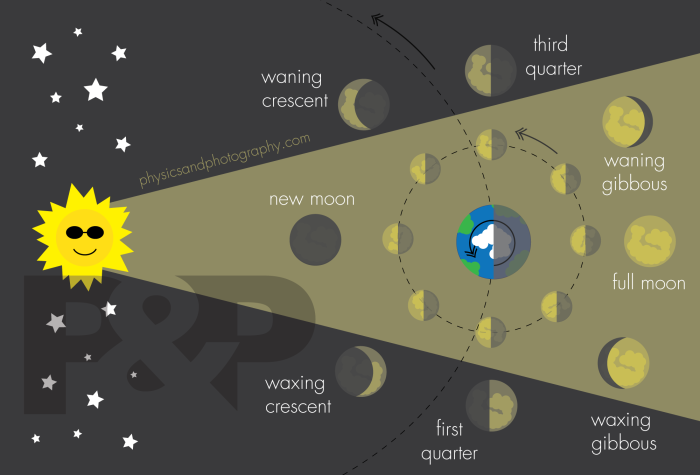 third
quarter
waning
crescent
physicsandphotography.com
waning
gibbous
new moon
full moon
P&P
waxing
crescent
first
quarter
waxing
gibbous